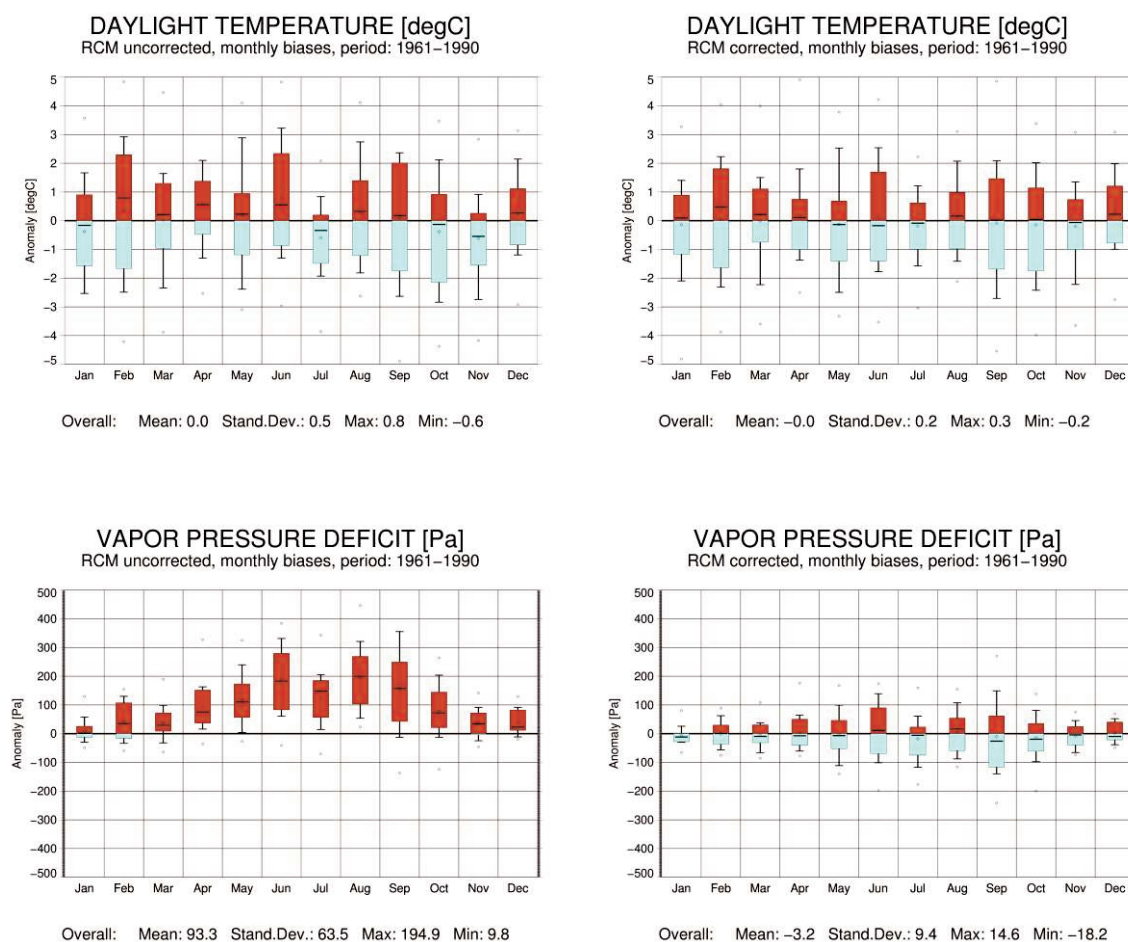 DAYLIGHT TEMPERATURE [degC]
RCM uncorrected, monthly biases, period: 1961−1990
Anomaly [degC]
5
4
3
2
1
0
−1
−2
−3
−4
−5
Jan Feb Mar Apr May Jun Jul Aug Sep Oct Nov Dec
Overall: Mean: 0.0 Stand.Dev.: 0.5 Max: 0.8 Min: −0.6
DAYLIGHT TEMPERATURE [degC]
RCM corrected, monthly biases, period: 1961−1990
Anomaly [degC]
5
4
3
2
1
0
−1
−2
−3
−4
−5
Jan Feb Mar Apr May Jun Jul Aug Sep Oct Nov Dec
Overall: Mean: −0.0 Stand.Dev.: 0.2 Max: 0.3 Min: −0.2
VAPOR PRESSURE DEFICIT [Pa]
RCM uncorrected, monthly biases, period: 1961−1990
Anomaly [Pa]
500
400
300
200
100
0
−100
−200
−300
−400
−500
Jan Feb Mar Apr May Jun Jul Aug Sep Oct Nov Dec
Overall: Mean: 93.3 Stand.Dev.: 63.5 Max: 194.9 Min: 9.8
VAPOR PRESSURE DEFICIT [Pa]
RCM corrected, monthly biases, period: 1961−1990
Anomaly [Pa]
500
400
300
200
100
0
−100
−200
−300
−400
−500
Jan Feb Mar Apr May Jun Jul Aug Sep Oct Nov Dec
Overall: Mean: −3.2 Stand.Dev.: 9.4 Max: 14.6 Min: −18.2